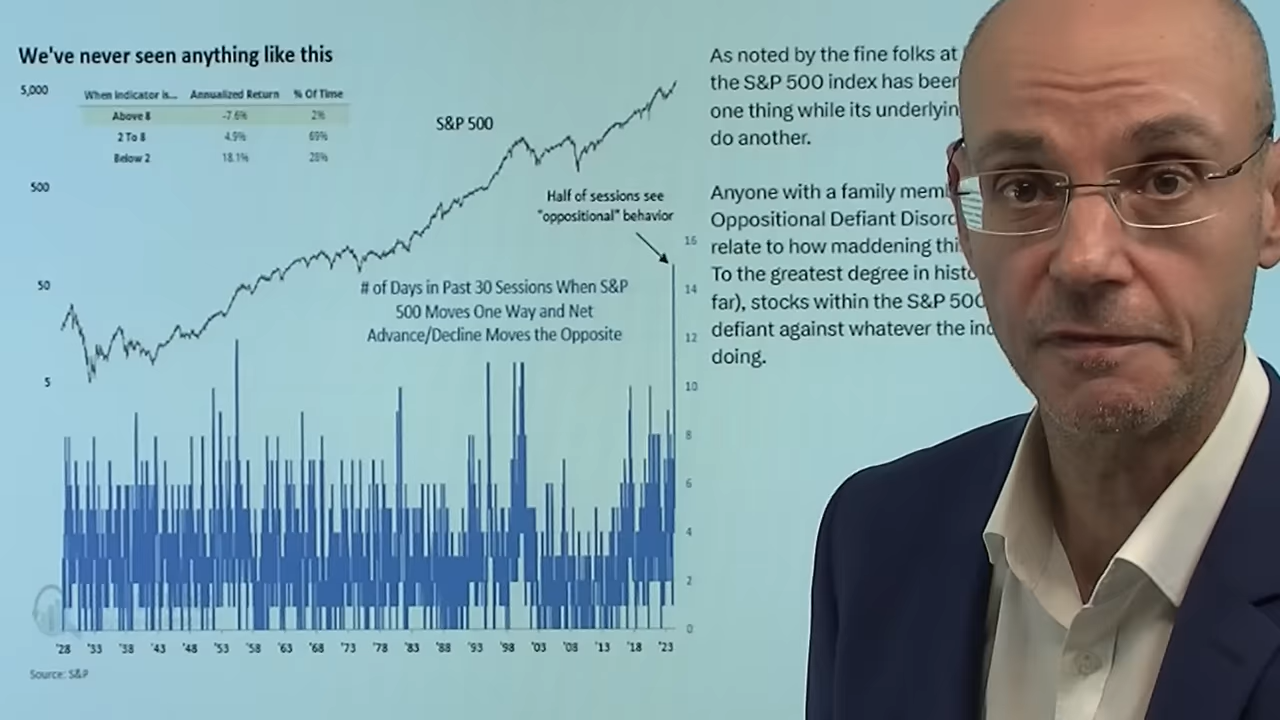 We've never seen anything like this
When Indicator is... Annualized Return % Of Time
Above 8 -7.6% 2%
2 To 8 4.9% 69%
Below 2 18.1% 28%
5,000
500
50
5
S&P 500
Half of sessions see
"oppositional" behavior
# of Days in Past 30 Sessions When S&P
500 Moves One Way and Net
Advance/Decline Moves the Opposite
16
14
12
10
8
6
4
2
0
'28 '33 '38 '43 '48 '53 '58 '63 '68 '73 '78 '83 '88 '93 '98 '03 '08 '13 '18 '23
Source: S&P
As noted by the fine folks at
the S&P 500 index has been
one thing while its underlyin
do another.
Anyone with a family mem
Oppositional Defiant Disord
relate to how maddening thi
To the greatest degree in histo
far), stocks within the S&P 500
defiant against whatever the ind
doing.